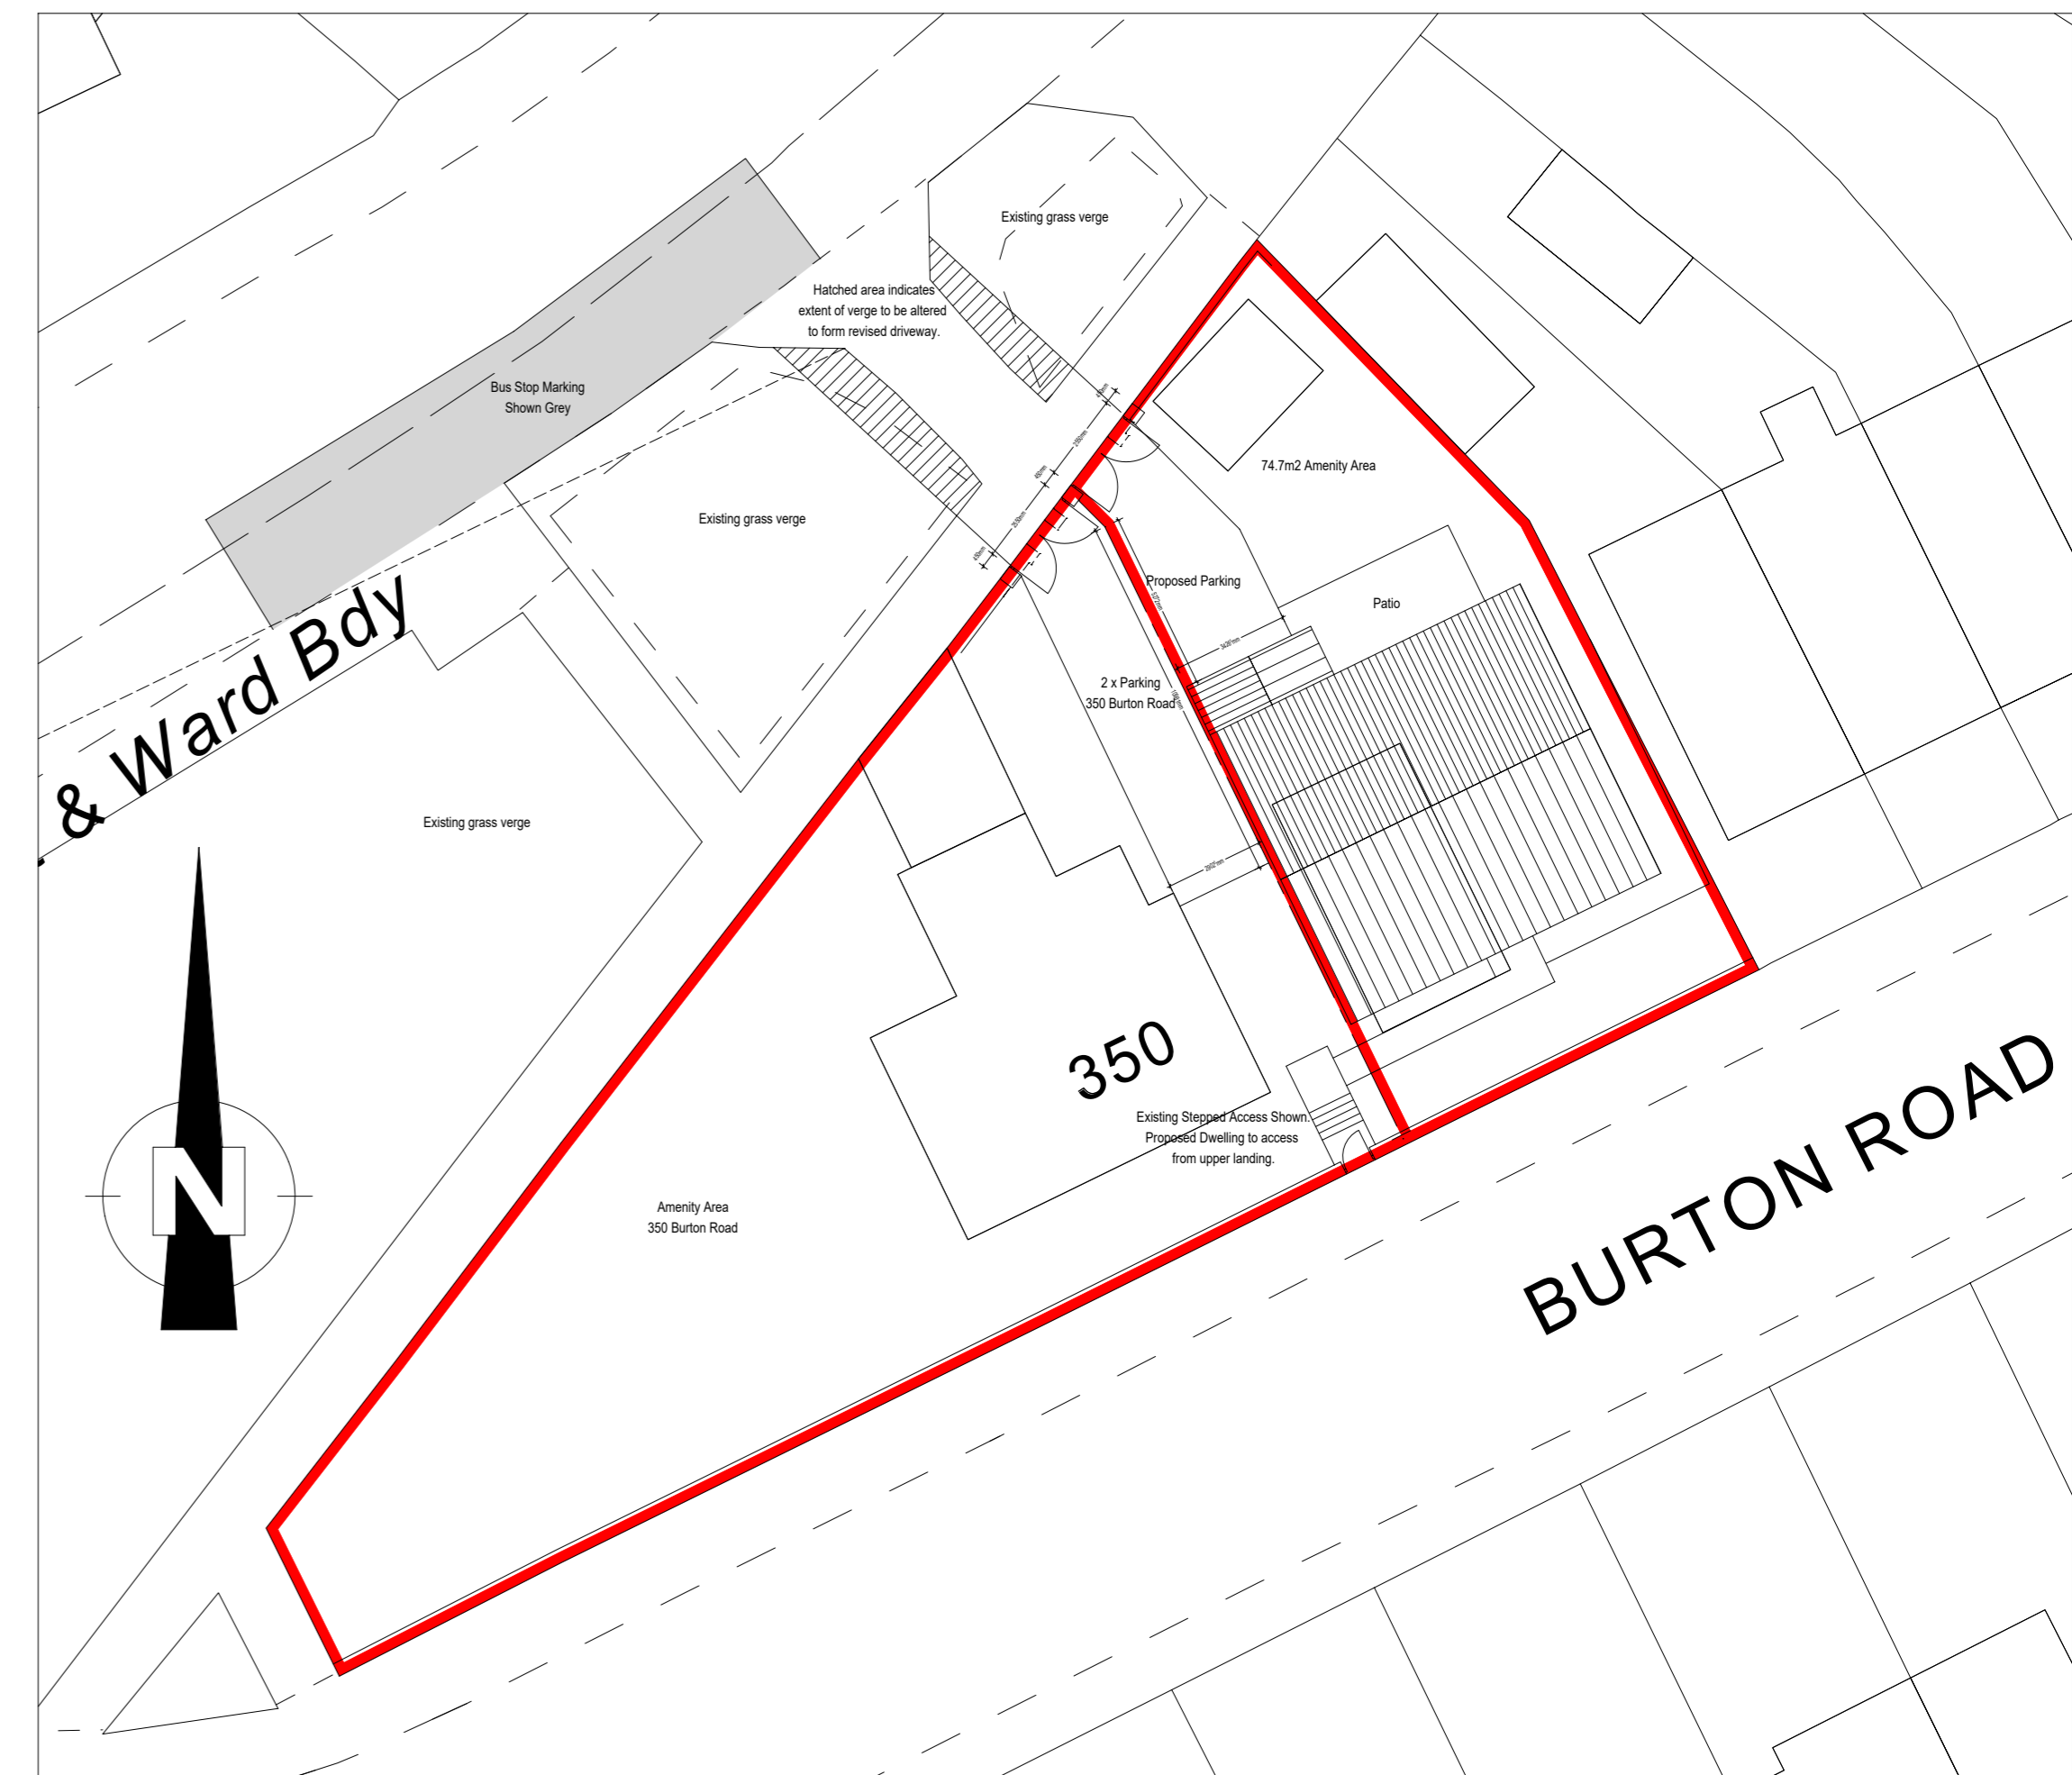 Existing grass verge
Hatched area indicates
extent of verge to be altered
to form revised driveway.
Bus Stop Marking
Shown Grey
74.7m2 Amenity Area
Existing grass verge
Proposed Parking
Patio
& Ward Bdy
2 x Parking
350 Burton Road
Existing grass verge
350
Existing Stepped Access Shown.
Proposed Dwelling to access
from upper landing.
BURTON ROAD
N
Amenity Area
350 Burton Road